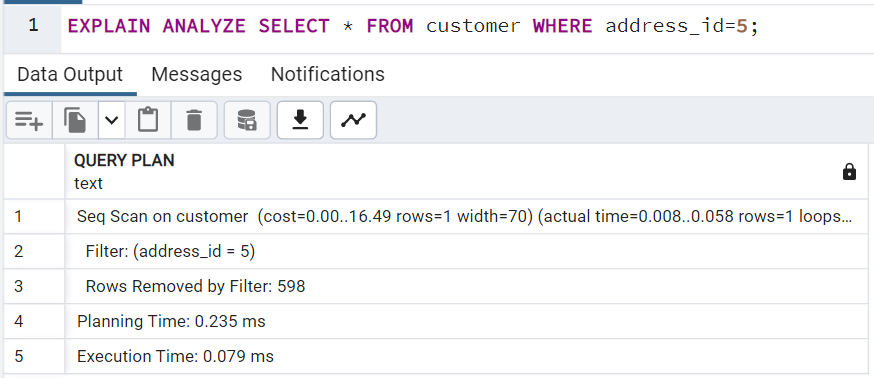 1 EXPLAIN ANALYZE SELECT * FROM customer WHERE address_id=5;
Data Output Messages Notifications
QUERY PLAN
text
1 Seq Scan on customer (cost=0.00..16.49 rows=1 width=70) (actual time=0.008..0.058 rows=1 loops...
2 Filter: (address_id = 5)
3 Rows Removed by Filter: 598
4 Planning Time: 0.235 ms
5 Execution Time: 0.079 ms